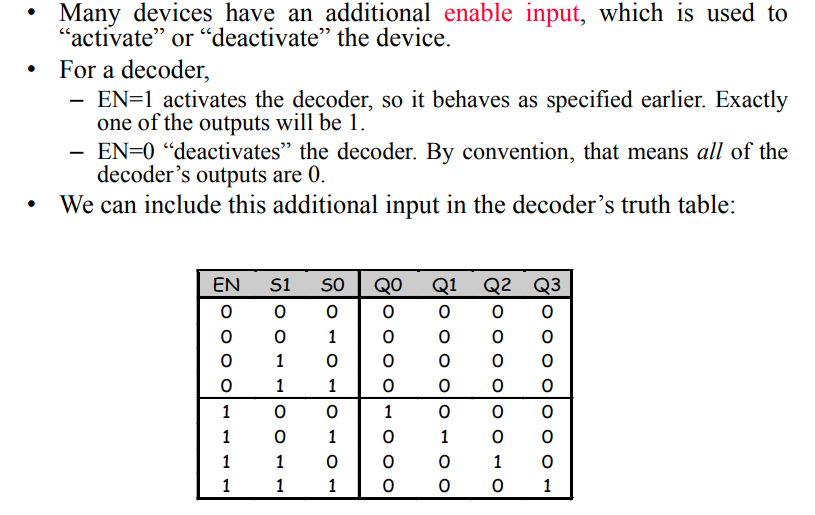 • Many devices have an additional enable input, which is used to
“activate” or “deactivate” the device.
• For a decoder,
– EN=1 activates the decoder, so it behaves as specified earlier. Exactly
one of the outputs will be 1.
– EN=0 “deactivates” the decoder. By convention, that means all of the
decoder’s outputs are 0.
• We can include this additional input in the decoder’s truth table:
EN S1 S0 Q0 Q1 Q2 Q3
0 0 0 0 0 0 0
0 0 1 0 0 0 0
0 1 0 0 0 0 0
0 1 1 0 0 0 0
1 0 0 1 0 0 0
1 0 1 0 1 0 0
1 1 0 0 0 1 0
1 1 1 0 0 0 1